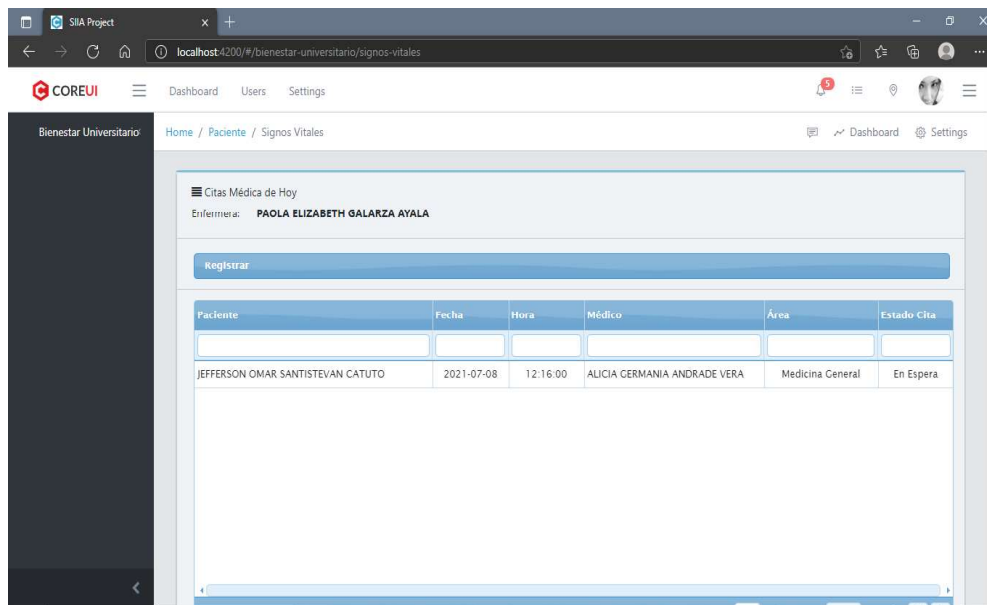 SIIA Project
localhost:4200/#/bienestar-universitario/signos-vitales
COREUI Dashboard Users Settings 5
Bienestar Universitario Home / Paciente / Signos Vitales Dashboard Settings
Citas Médica de Hoy
Enfermera: PAOLA ELIZABETH GALARZA AYALA
Registrar
Paciente Fecha Hora Médico Área Estado Cita
JEFFERSON OMAR SANTISTEVAN CATUTO 2021-07-08 12:16:00 ALICIA GERMANIA ANDRADE VERA Medicina General En Espera